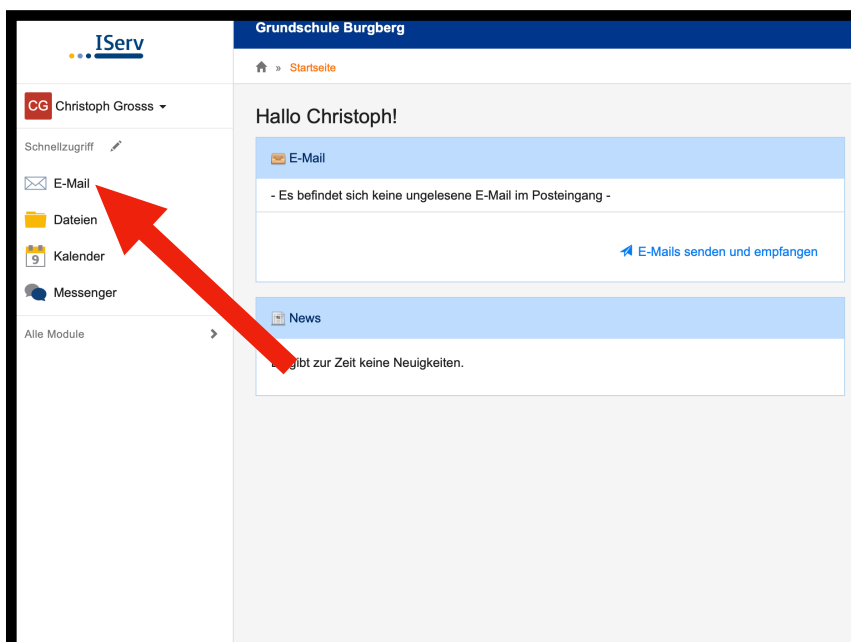 IServ
CG Christoph Grosss
Schnellzugriff
E-Mail
Dateien
9 Kalender
Messenger
Alle Module
Grundschule Burgberg
» Startseite
Hallo Christoph!
E-Mail
- Es befindet sich keine ungelesene E-Mail im Posteingang -
E-Mails senden und empfangen
News
gibt zur Zeit keine Neuigkeiten.